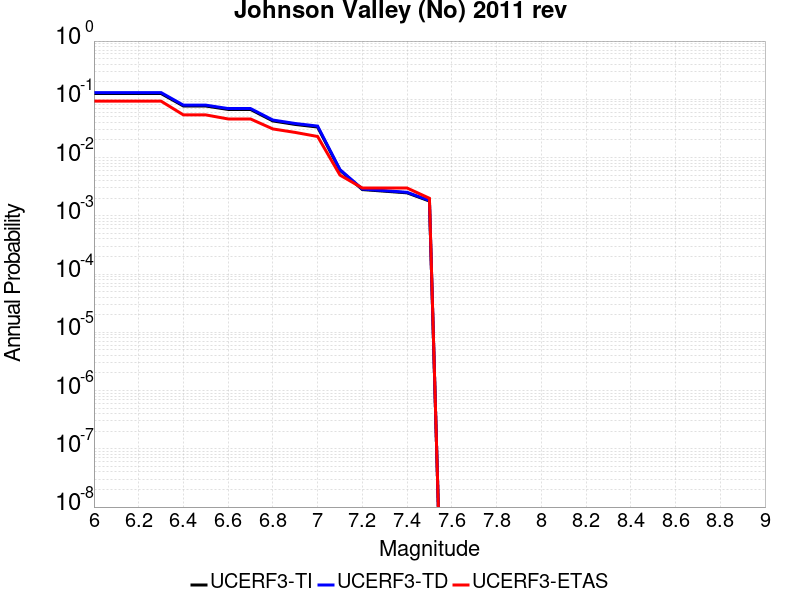 Johnson Valley (No) 2011 rev
10^0
10^-1
10^-2
10^-3
10^-4
10^-5
10^-6
10^-7
10^-8
Annual Probability
6 6.2 6.4 6.6 6.8 7 7.2 7.4 7.6 7.8 8 8.2 8.4 8.6 8.8 9
Magnitude
UCERF3-TI UCERF3-TD UCERF3-ETAS